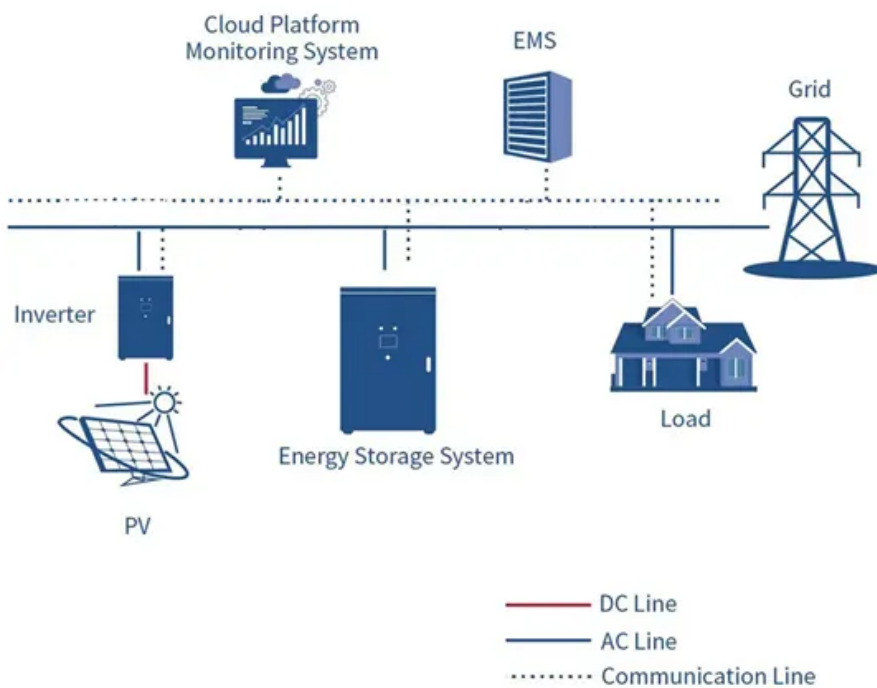 Cloud Platform
Monitoring System
EMS
Grid
Inverter
Energy Storage System
Load
PV
DC Line
AC Line
Communication Line